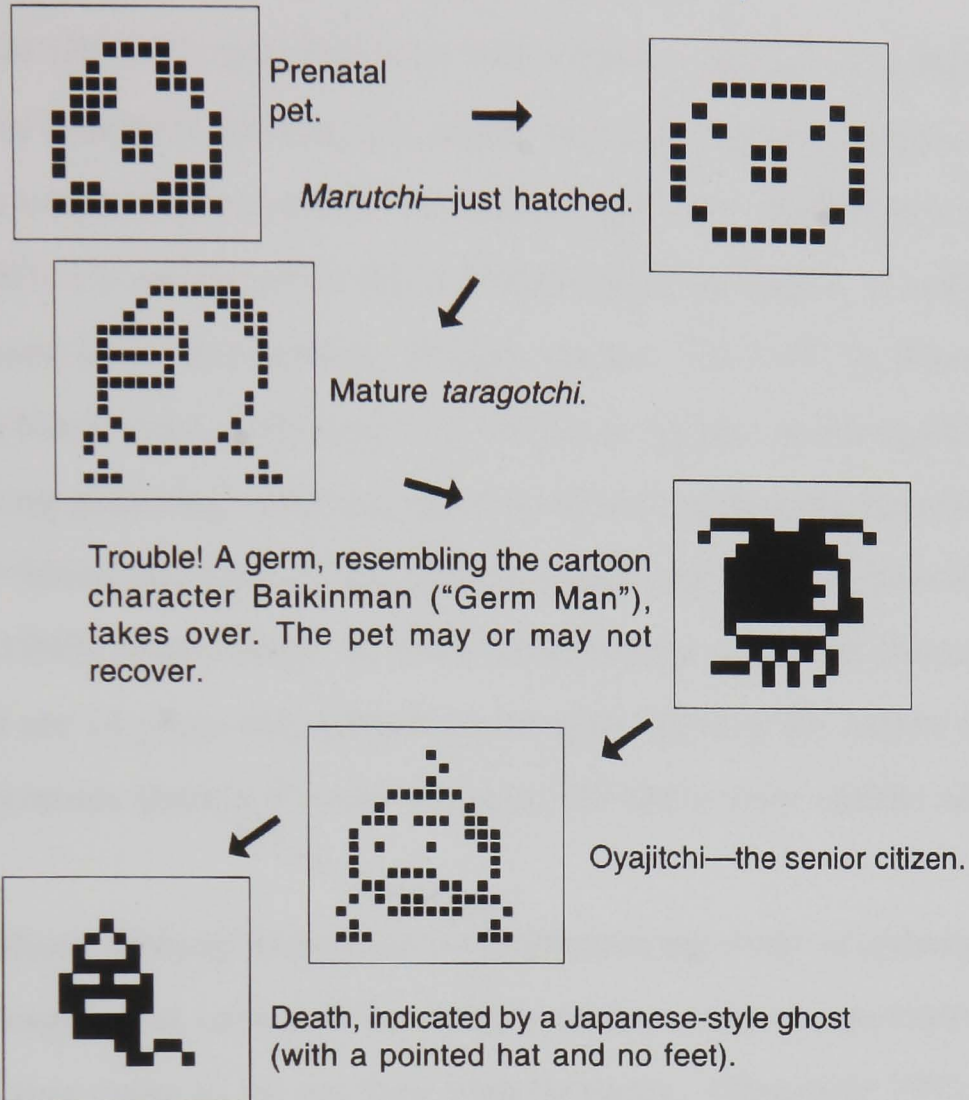 Prenatal
pet.
Marutchi—just hatched.
Mature taragotchi.
Trouble! A germ, resembling the cartoon
character Baikinman (“Germ Man”),
takes over. The pet may or may not
recover.
Oyajitchi—the senior citizen.
Death, indicated by a Japanese-style ghost
(with a pointed hat and no feet).